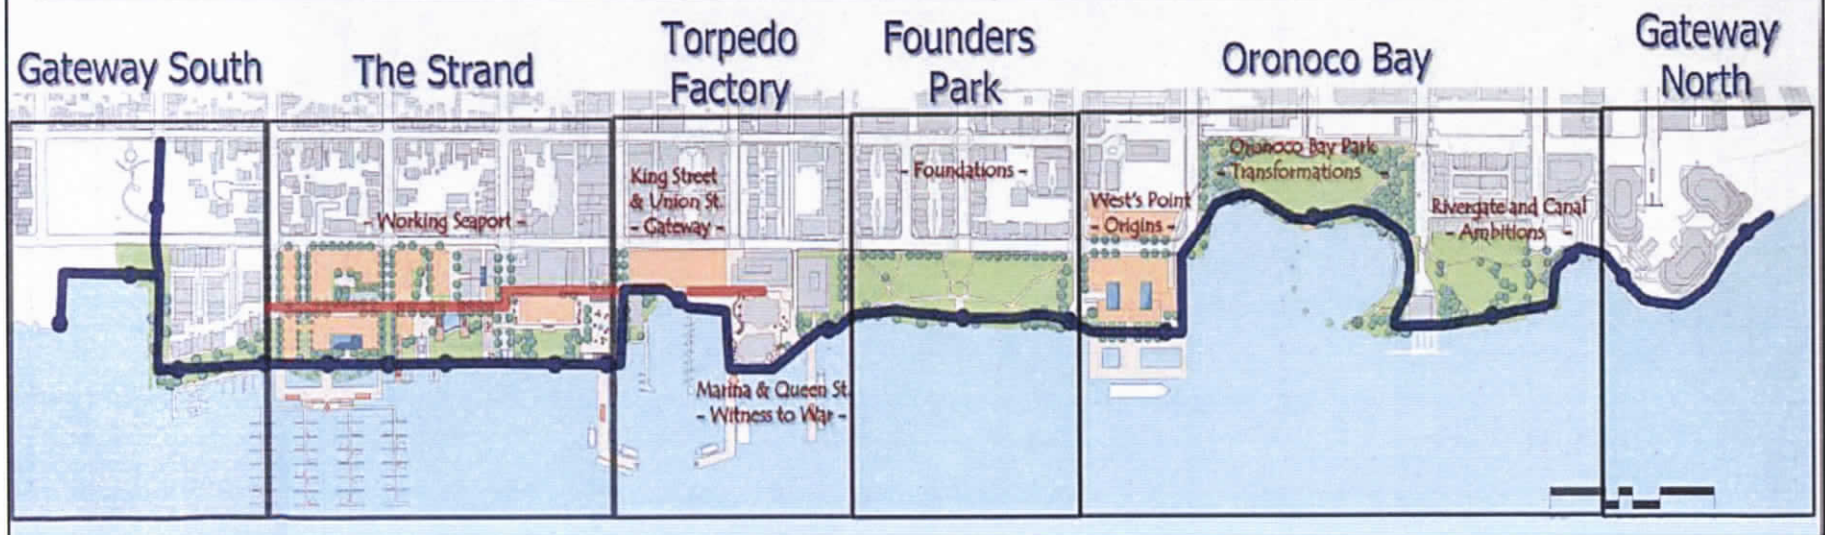 Gateway South
The Strand
Torpedo
Factory
Founders
Park
Oronoco Bay
Gateway
North
- Working Seaport -
King Street
& Union St.
- Gateway -
Marina & Queen St.
- Witness to War -
- Foundations -
West's Point
- Origins -
Oronoco Bay Park
- Transformations -
Rivergate and Canal
- Ambitions -